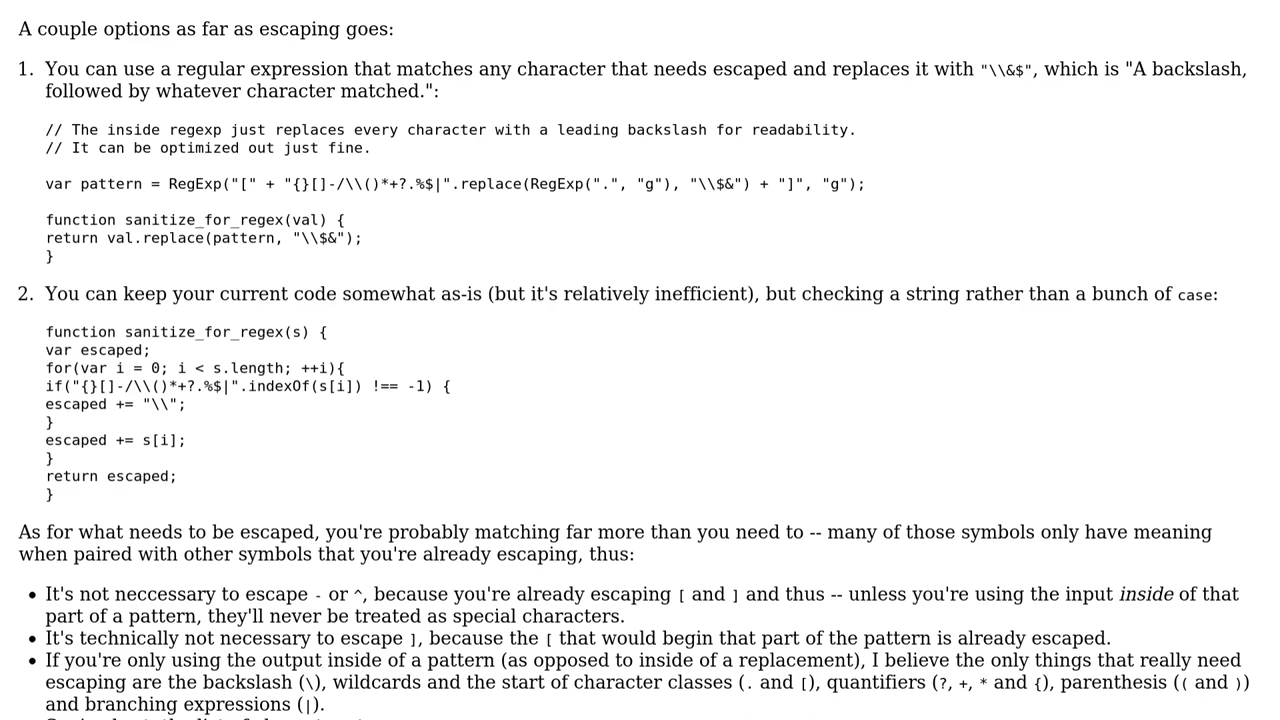 A couple options as far as escaping goes:
1. You can use a regular expression that matches any character that needs escaped and replaces it with "\\&$", which is "A backslash,
followed by whatever character matched.":
// The inside regexp just replaces every character with a leading backslash for readability.
// It can be optimized out just fine.
var pattern = RegExp("[" + "{}[]-/\\()*+?.%$|".replace(RegExp(".", "g"), "\\$&") + "]", "g");
function sanitize_for_regex(val) {
return val.replace(pattern, "\\$&");
}
2. You can keep your current code somewhat as-is (but it's relatively inefficient), but checking a string rather than a bunch of case:
function sanitize_for_regex(s) {
var escaped;
for(var i = 0; i < s.length; ++i){
if("{}[]-/\\()*+?.%$|".indexOf(s[i]) !== -1) {
escaped += "\\";
}
escaped += s[i];
}
return escaped;
}
As for what needs to be escaped, you're probably matching far more than you need to -- many of those symbols only have meaning
when paired with other symbols that you're already escaping, thus:
• It's not neccessary to escape - or ^, because you're already escaping [ and ] and thus -- unless you're using the input inside of that
part of a pattern, they'll never be treated as special characters.
• It's technically not necessary to escape ], because the [ that would begin that part of the pattern is already escaped.
• If you're only using the output inside of a pattern (as opposed to inside of a replacement), I believe the only things that really need
escaping are the backslash (\), wildcards and the start of character classes (. and [), quantifiers (?, +, * and {), parenthesis (( and ))
and branching expressions (|).